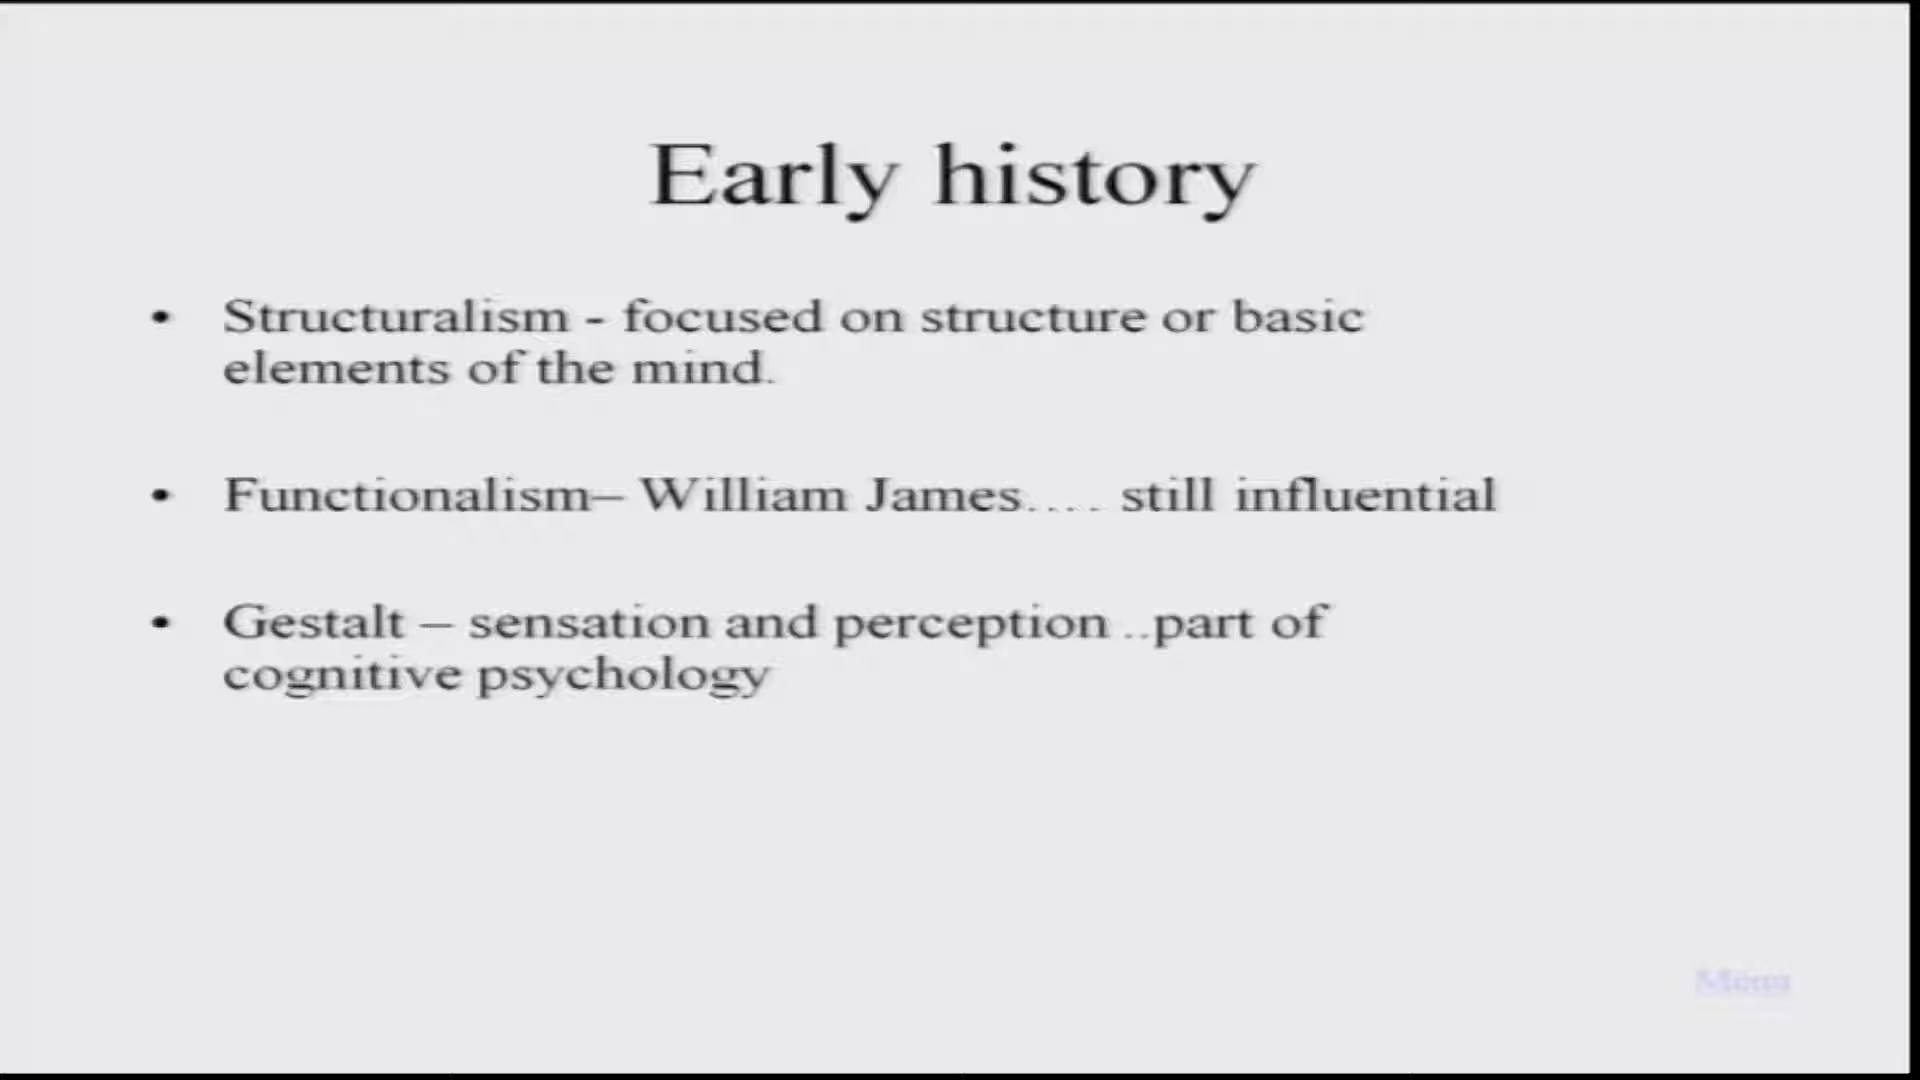 Early history
• Structuralism - focused on structure or basic
elements of the mind.
• Functionalism– William James.... still influential
• Gestalt – sensation and perception ..part of
cognitive psychology
Menu